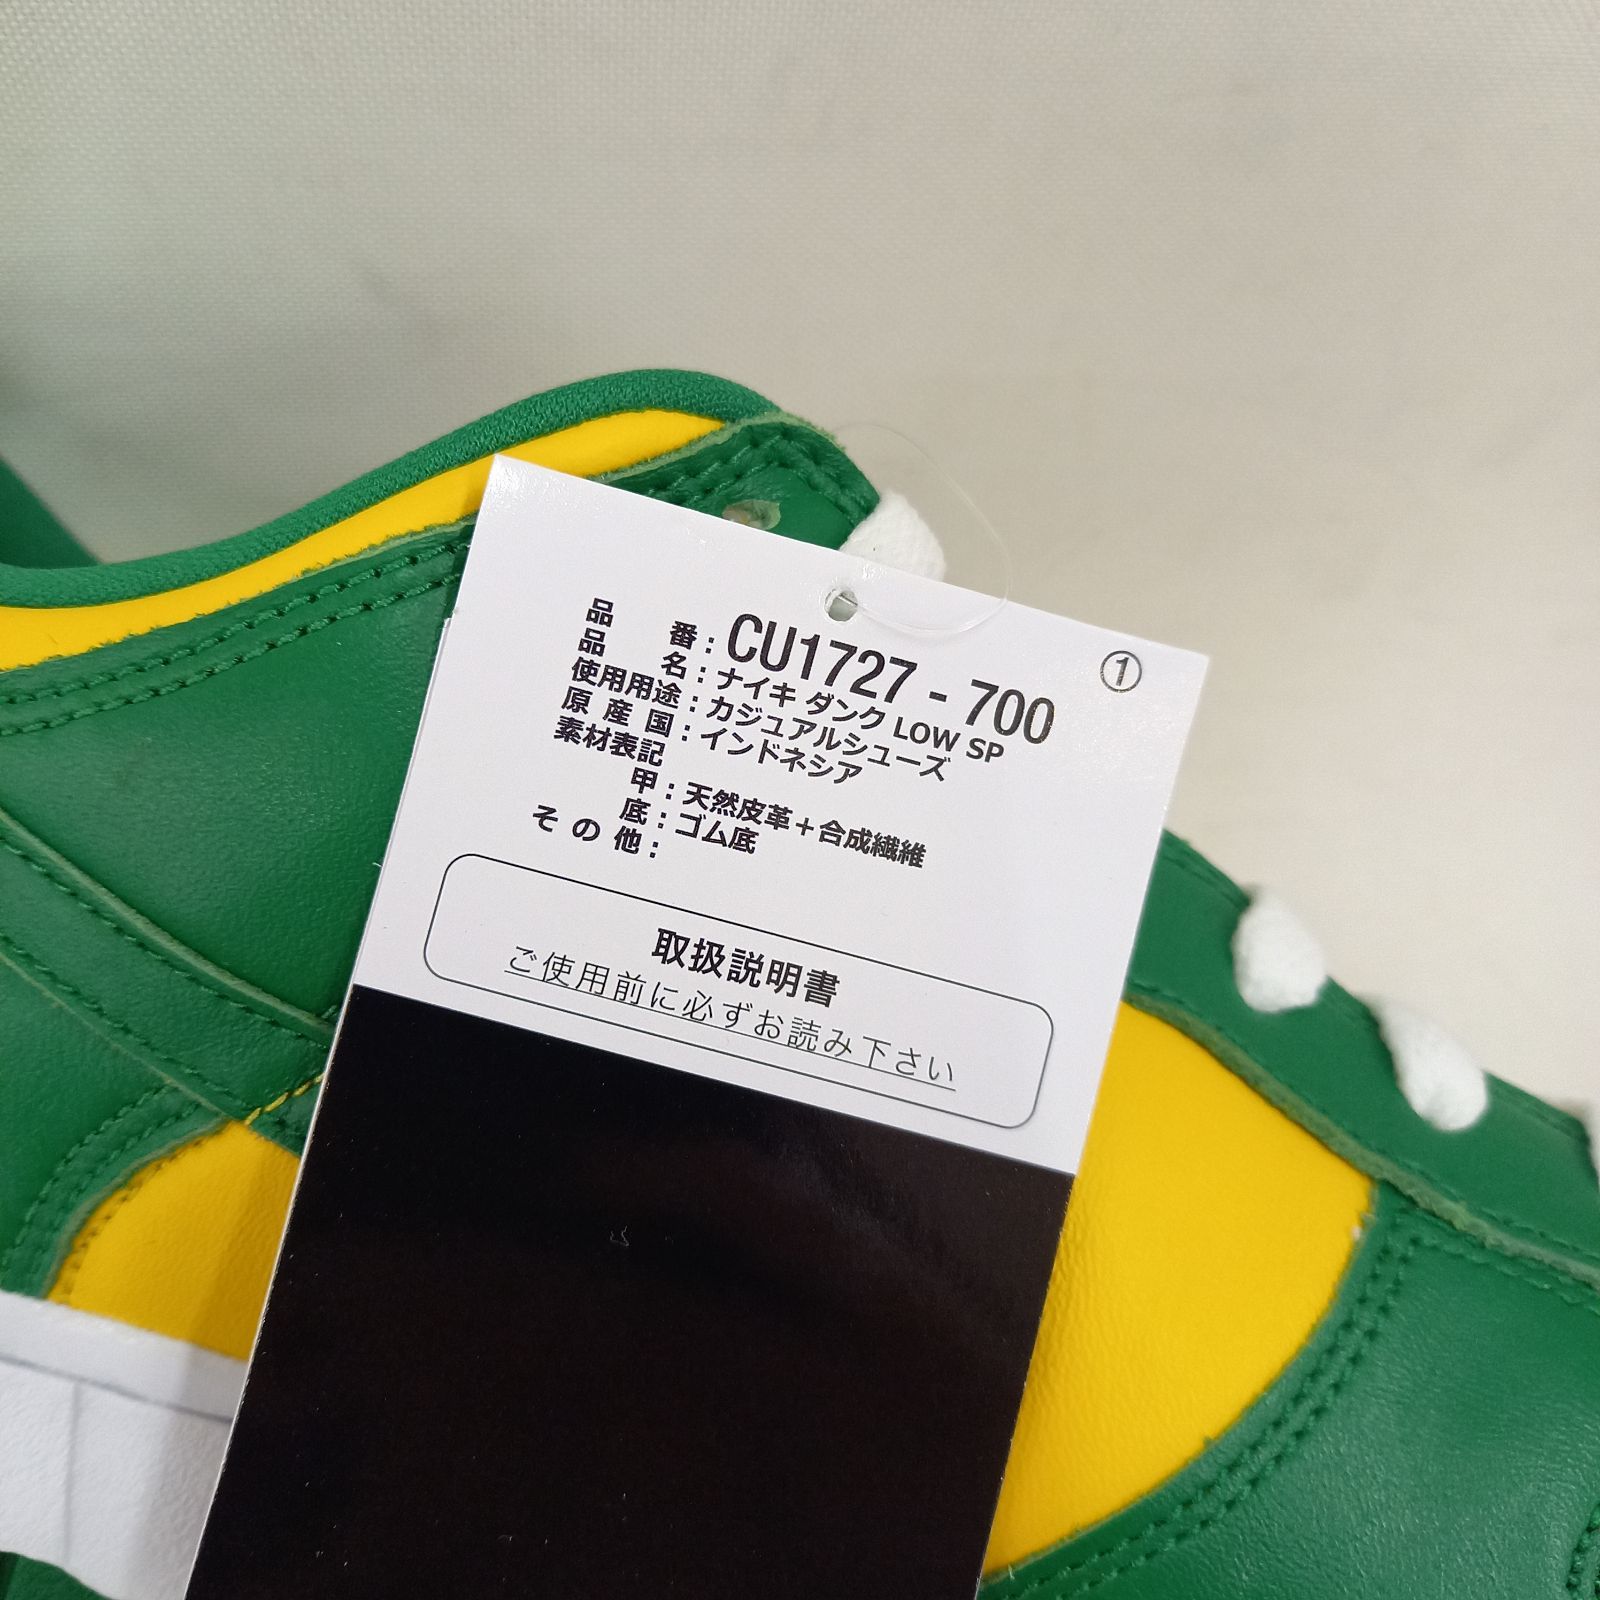 ①
品番：CU1727 - 700
品名：ナイキ ダンク LOW SP
使用用途：カジュアルシューズ
原産国：インドネシア
素材表記
甲：天然皮革＋合成繊維
底：ゴム底
その他：
取扱説明書
ご使用前に必ずお読み下さい